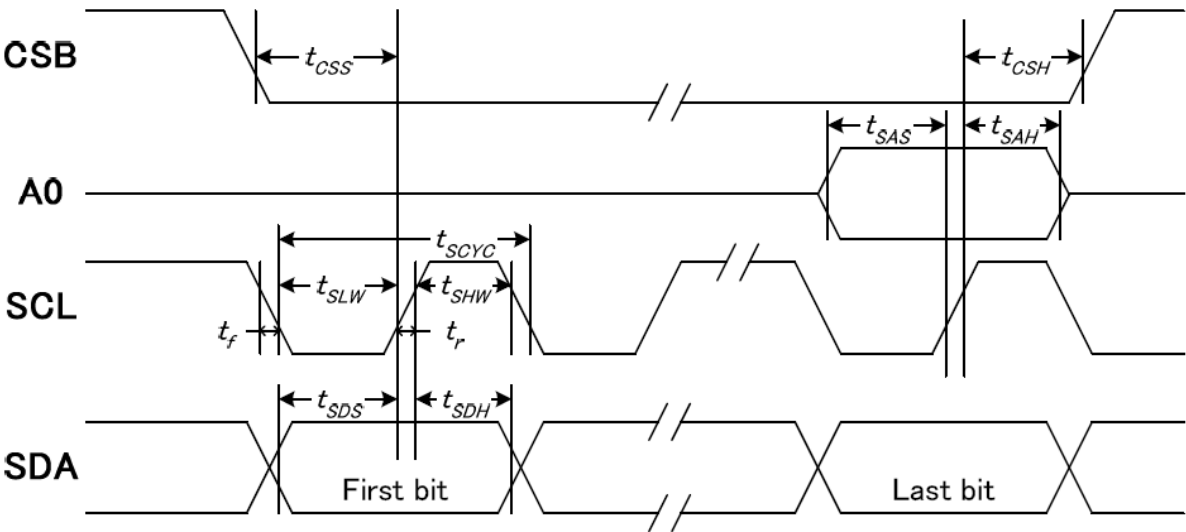 CSB
tCSS
tCSH
tSAS
tSAH
A0
tSCYC
SCL
tSLW
tSHW
tf
tr
tSDS
tSDH
SDA
First bit
Last bit